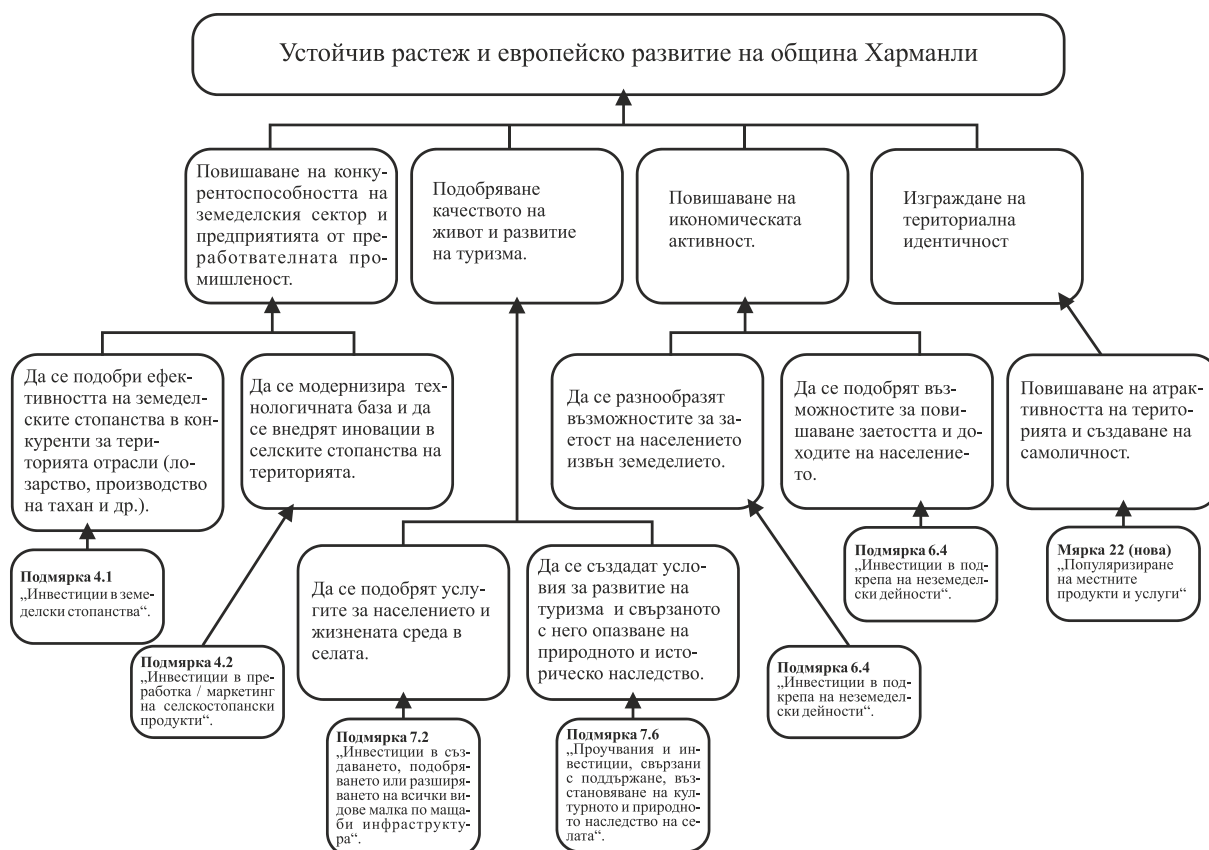 Устойчив растеж и европейско развитие на община Харманли
Повишаване на конку-
рентоспособността на
земеделския сектор и
предприятията от пре-
работвателната про-
мишленост.
Подобряване
качеството на
живот и развитие
на туризма.
Повишаване на
икономическата
активност.
Изграждане на
териториална
идентичност
Да се подобри ефек-
тивността на земедел-
ските стопанства в кон-
куренти за тери-
торията отрасли (ло-
зарство, производство
на тахан и др.).
Да се модернизира тех-
нологичната база и да
се внедрят иновации в
селските стопанства на
територията.
Да се разнообразят
възможностите за за-
етост на населението
извън земеделието.
Да се подобрят въз-
можностите за пови-
шаване заетостта и до-
ходите на население-
то.
Повишаване на атрак-
тивността на терито-
рията и създаване на
самоличност.
Подмярка 4.1
„Инвестиции в земе-
делски стопанства“.
Подмярка 4.2
„Инвестиции в пре-
работка / маркетинг
на селскостопански
продукти“.
Да се подобрят услу-
гите за населението и
жизнената среда в
селата.
Да се създадат усло-
вия за развитие на
туризма и свързаното
с него опазване на
природното и исто-
рическо наследство.
Подмярка 6.4
„Инвестиции в под-
крепа на неземедел-
ски дейности“.
Подмярка 6.4
„Инвестиции в под-
крепа на неземедел-
ски дейности“.
Мярка 22 (нова)
„Популяризиране
на местните
продукти и услуги“
Подмярка 7.2
„Инвестиции в съз-
даването, подобря-
ването или разширя-
ването на всички ви-
дове малка по мща-
би инфраструкту-
ра“.
Подмярка 7.6
„Проучвания и ин-
вестиции, свързани
с поддържане, въз-
становяване на кул-
турното и природно-
то наследство на се-
лата“.